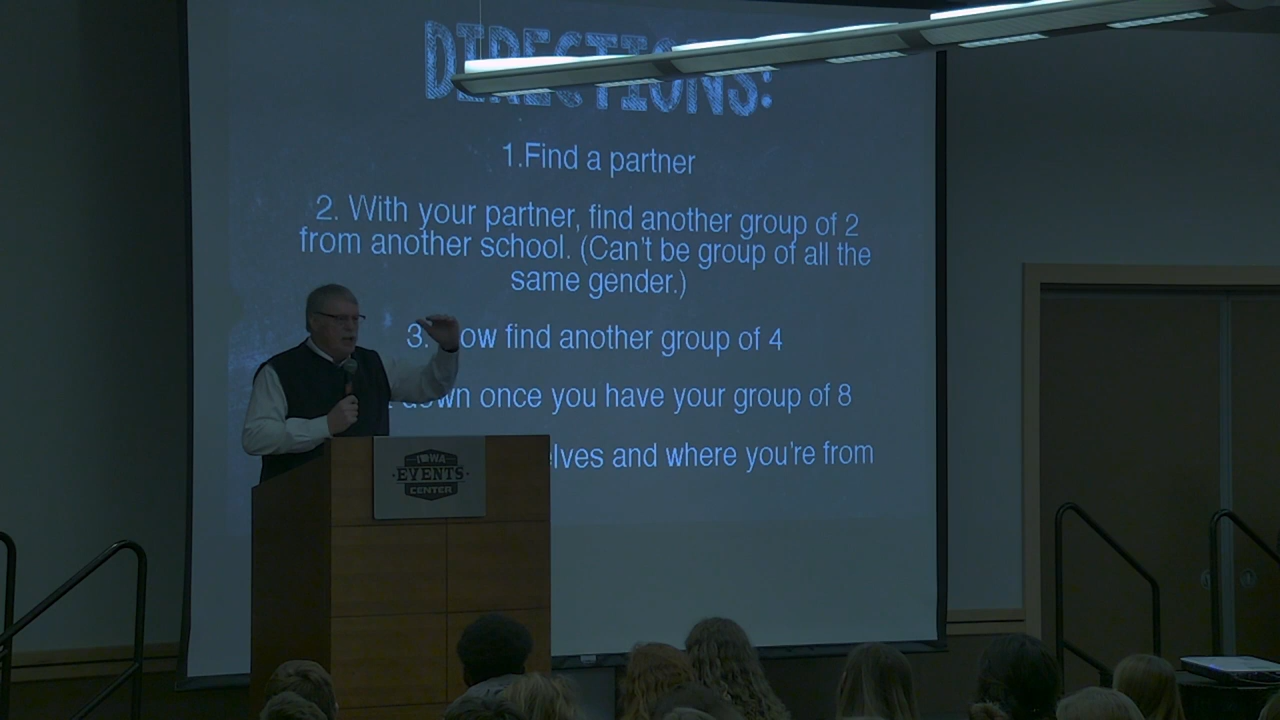 DIRECTIONS:
1.Find a partner
2. With your partner, find another group of 2
from another school. (Can't be group of all the
same gender.)
3. ow find another group of 4
down once you have your group of 8
elves and where you're from
IOWA
EVENTS
CENTER